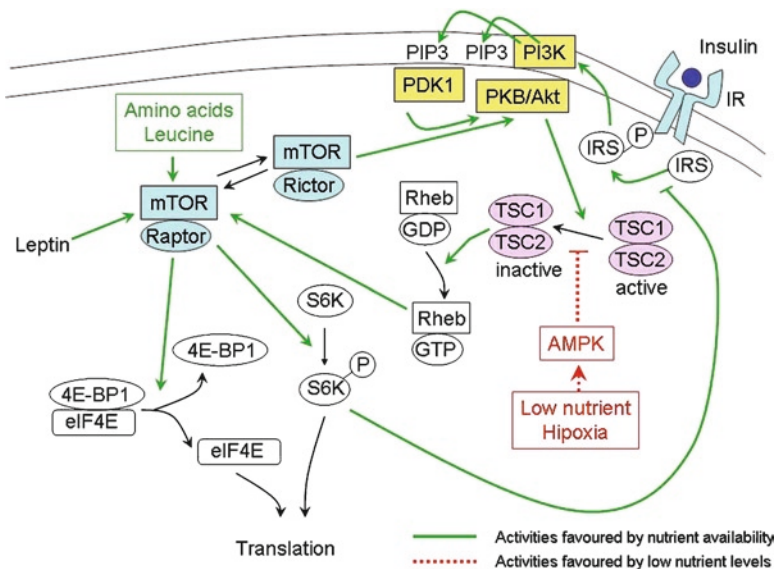 PIP3 PIP3 PI3K
Insulin
PDK1
PKB/Akt
IR
P
IRS
IRS
Amino acids
Leucine
mTOR
Rictor
mTOR
Raptor
Leptin
Rheb
GDP
TSC1
TSC2
inactive
TSC1
TSC2
active
S6K
Rheb
GTP
AMPK
4E-BP1
P
4E-BP1
eIF4E
S6K
Low nutrient
Hipoxia
eIF4E
Translation
Activities favoured by nutrient availability
Activities favoured by low nutrient levels